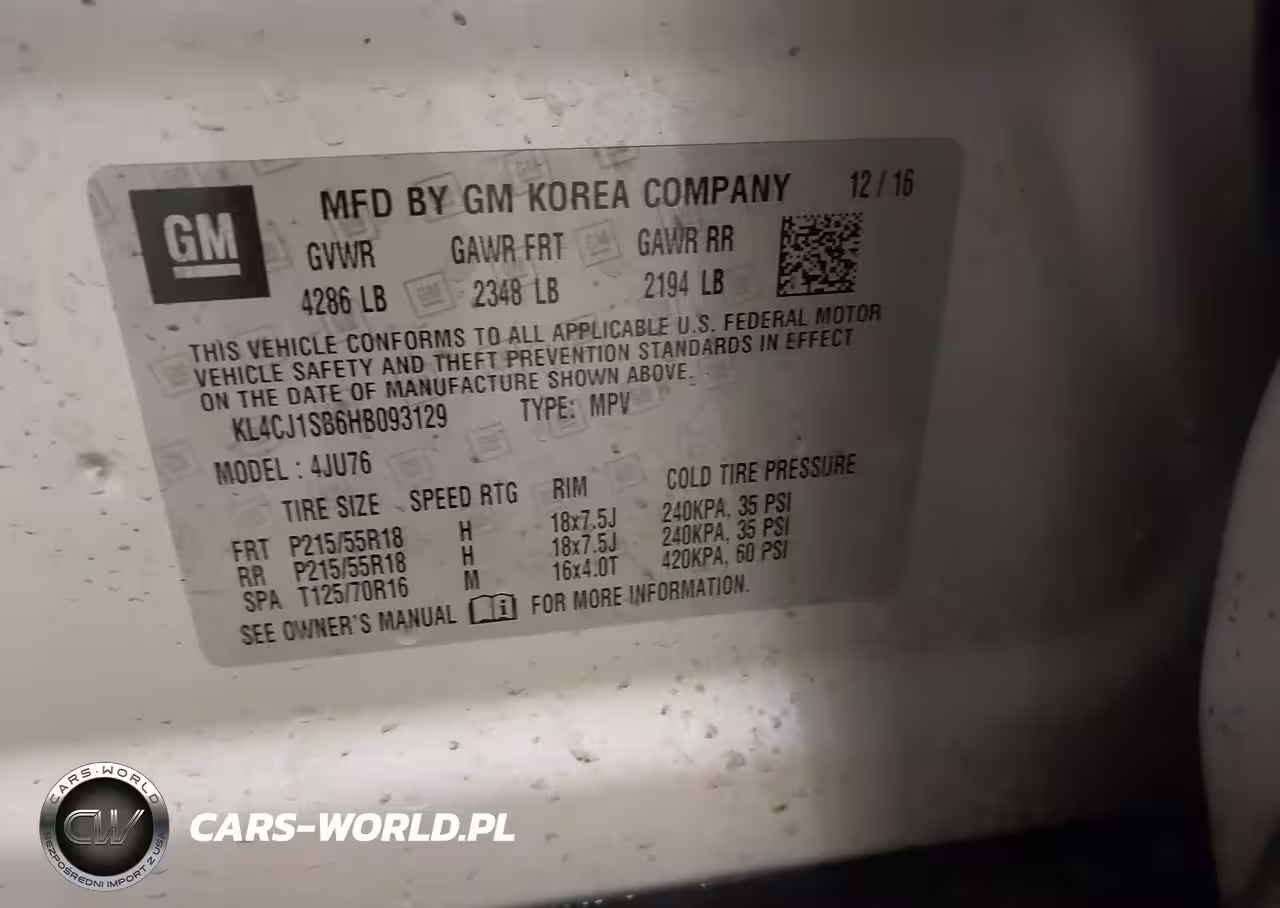 GM
MFD BY GM KOREA COMPANY 12 / 16
GVWR GAWR FRT GAWR RR
4286 LB 2348 LB 2194 LB
THIS VEHICLE CONFORMS TO ALL APPLICABLE U.S. FEDERAL MOTOR
VEHICLE SAFETY AND THEFT PREVENTION STANDARDS IN EFFECT
ON THE DATE OF MANUFACTURE SHOWN ABOVE.
KL4CJ1SB6HB093129 TYPE: MPV
MODEL : 4JU76
TIRE SIZE SPEED RTG RIM COLD TIRE PRESSURE
FRT P215/55R18 H 18x7.5J 240KPA, 35 PSI
RR P215/55R18 H 18x7.5J 240KPA, 35 PSI
SPA T125/70R16 M 16x4.0T 420KPA, 60 PSI
SEE OWNER'S MANUAL i FOR MORE INFORMATION.
CARS-WORLD
CW
BEZPOŚREDNI IMPORT Z USA
CARS-WORLD.PL